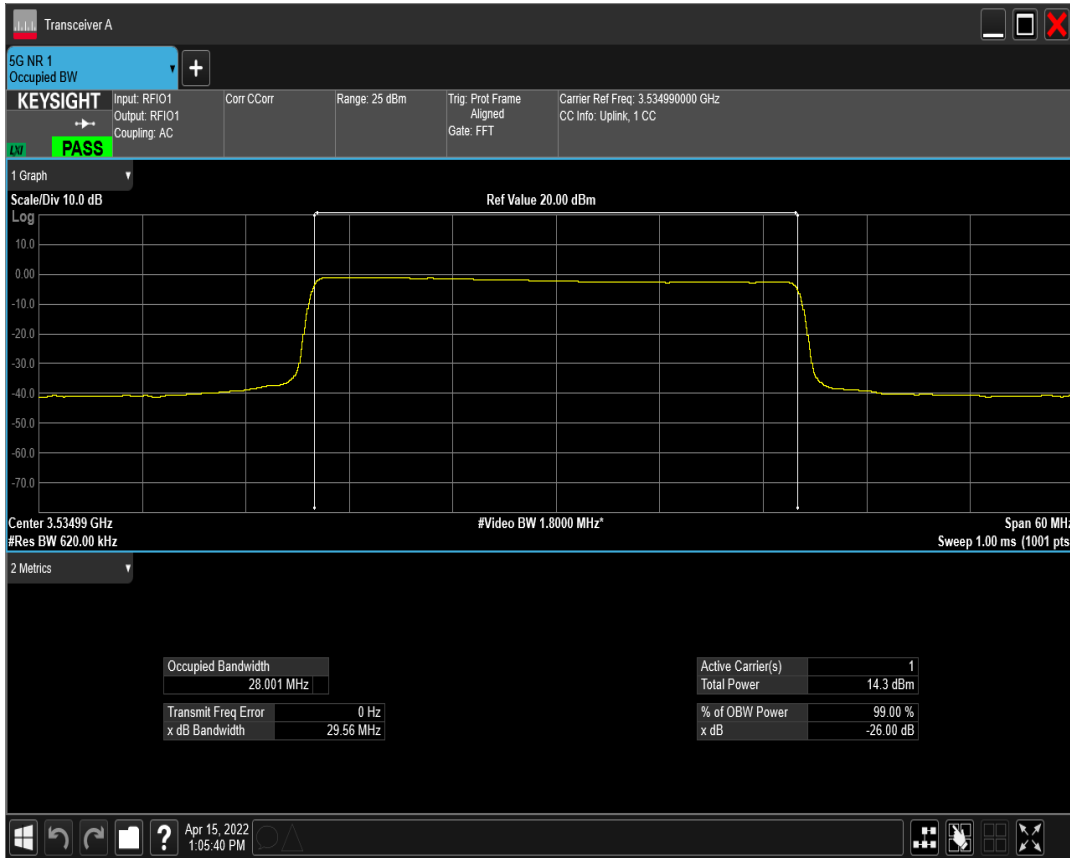 Transceiver A
5G NR 1
Occupied BW
KEYSIGHT
LXI
PASS
Input: RFIO1
Output: RFIO1
Coupling: AC
Corr CCorr
Range: 25 dBm
Trig: Prot Frame
Aligned
Gate: FFT
Carrier Ref Freq: 3.534990000 GHz
CC Info: Uplink, 1 CC
1 Graph
Scale/Div 10.0 dB
Ref Value 20.00 dBm
Log
10.0
0.00
-10.0
-20.0
-30.0
-40.0
-50.0
-60.0
-70.0
Center 3.53499 GHz
#Video BW 1.8000 MHz*
Span 60 MHz
#Res BW 620.00 kHz
Sweep 1.00 ms (1001 pts
2 Metrics
Occupied Bandwidth
28.001 MHz
Transmit Freq Error 0 Hz
x dB Bandwidth 29.56 MHz
Active Carrier(s) 1
Total Power 14.3 dBm
% of OBW Power 99.00 %
x dB -26.00 dB
Apr 15, 2022
1:05:40 PM